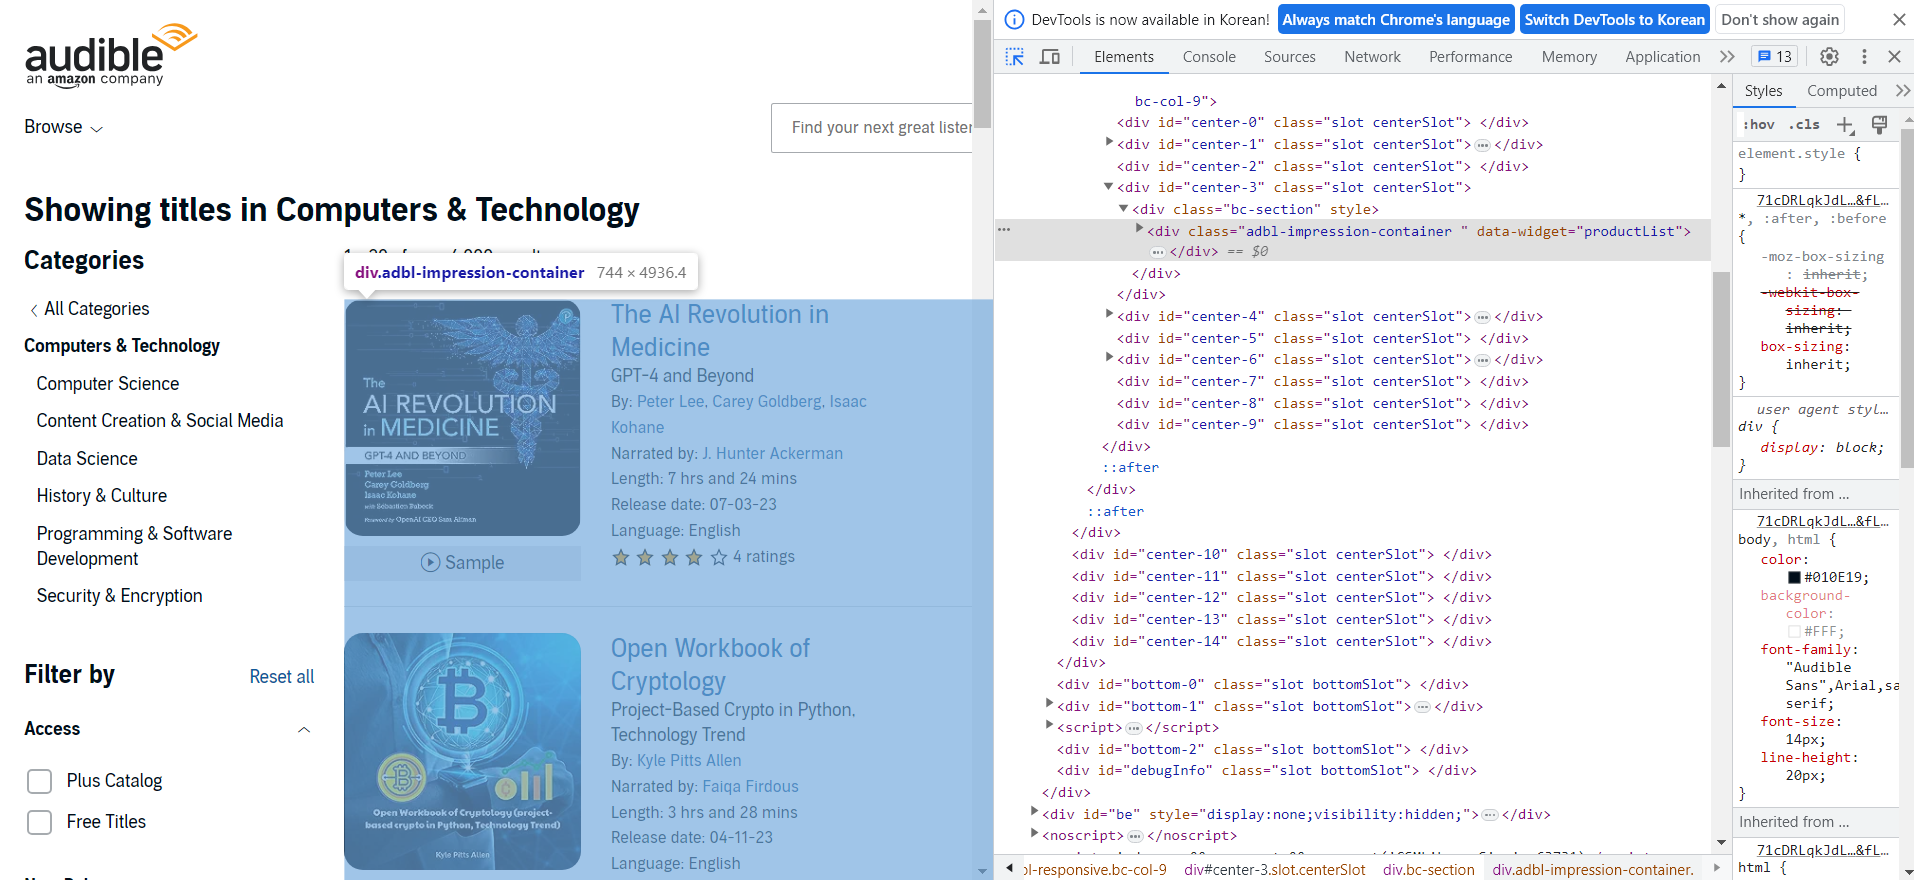 audible
an amazon company
Browse
Find your next great lister
Showing titles in Computers & Technology
Categories
div.adbl-impression-container 744 × 4936.4
All Categories
Computers & Technology
Computer Science
Content Creation & Social Media
Data Science
History & Culture
Programming & Software
Development
Security & Encryption
Filter by
Reset all
Access
Plus Catalog
Free Titles
The
AI REVOLUTION
in MEDICINE
GPT-4 AND BEYOND
Peter Lee
Carey Goldberg
Isaac Kohane
with Sébastien Bubeck
Foreword by OpenAI CEO Sam Altman
Sample
The AI Revolution in
Medicine
GPT-4 and Beyond
By: Peter Lee, Carey Goldberg, Isaac
Kohane
Narrated by: J. Hunter Ackerman
Length: 7 hrs and 24 mins
Release date: 07-03-23
Language: English
4 ratings
Open Workbook of Cryptology (project-
based crypto in Python, Technology Trend)
Kyle Pitts Allen
Open Workbook of
Cryptology
Project-Based Crypto in Python,
Technology Trend
By: Kyle Pitts Allen
Narrated by: Faiqa Firdous
Length: 3 hrs and 28 mins
Release date: 04-11-23
Language: English
DevTools is now available in Korean! Always match Chrome's language Switch DevTools to Korean Don't show again
Elements Console Sources Network Performance Memory Application 13
bc-col-9">
<div id="center-0" class="slot centerSlot"> </div>
<div id="center-1" class="slot centerSlot"> … </div>
<div id="center-2" class="slot centerSlot"> </div>
<div id="center-3" class="slot centerSlot">
<div class="bc-section" style>
<div class="adbl-impression-container " data-widget="productList">
… </div> == $0
</div>
</div>
<div id="center-4" class="slot centerSlot"> … </div>
<div id="center-5" class="slot centerSlot"> </div>
<div id="center-6" class="slot centerSlot"> … </div>
<div id="center-7" class="slot centerSlot"> </div>
<div id="center-8" class="slot centerSlot"> </div>
<div id="center-9" class="slot centerSlot"> </div>
</div>
::after
</div>
::after
</div>
<div id="center-10" class="slot centerSlot"> </div>
<div id="center-11" class="slot centerSlot"> </div>
<div id="center-12" class="slot centerSlot"> </div>
<div id="center-13" class="slot centerSlot"> </div>
<div id="center-14" class="slot centerSlot"> </div>
</div>
<div id="bottom-0" class="slot bottomSlot"> </div>
<div id="bottom-1" class="slot bottomSlot"> … </div>
<script> … </script>
<div id="bottom-2" class="slot bottomSlot"> </div>
<div id="debugInfo" class="slot bottomSlot"> </div>
</div>
<div id="be" style="display:none;visibility:hidden;"> … </div>
<noscript> … </noscript>
bl-responsive.bc-col-9 div#center-3.slot.centerSlot div.bc-section div.adbl-impression-container.
Styles Computed
:hov .cls
element.style {
}
71cDRLqkJdL…&fL…
*, :after, :before
{
-moz-box-sizing
: inherit;
-webkit-box-
sizing:
inherit;
box-sizing:
inherit;
}
user agent styl…
div {
display: block;
}
Inherited from ...
71cDRLqkJdL…&fL…
body, html {
color:
#010E19;
background-
color:
#FFF;
font-family:
"Audible
Sans",Arial,sa
serif;
font-size:
14px;
line-height:
20px;
}
Inherited from ...
71cDRLqkJdL…&fL…
html {